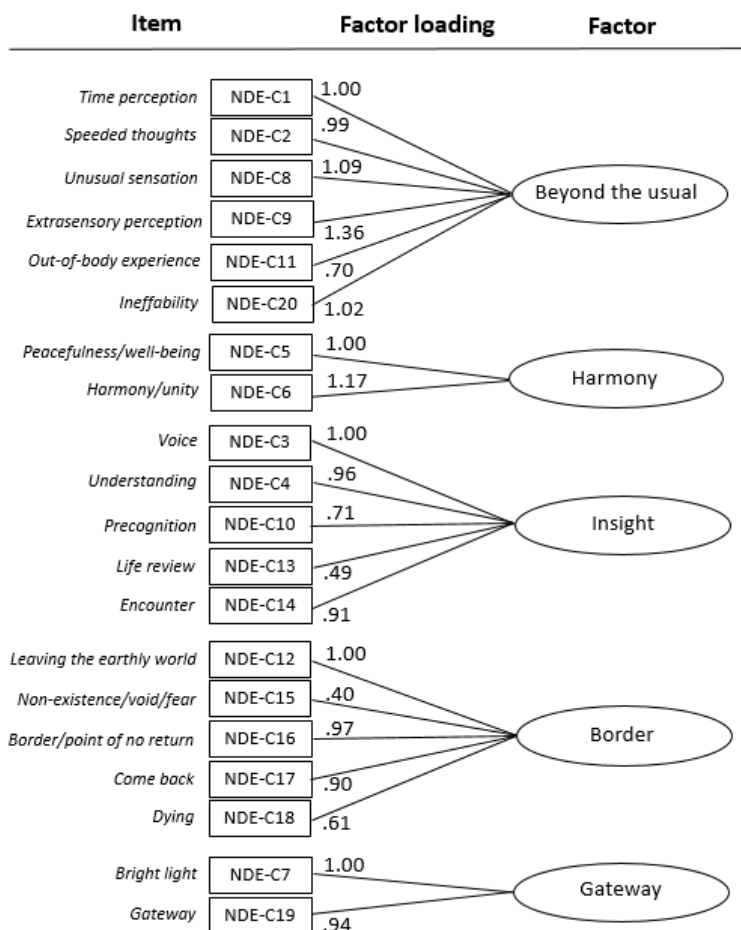 Item Factor loading Factor
Time perception NDE-C1 1.00
Speeded thoughts NDE-C2 .99
Unusual sensation NDE-C8 1.09
Beyond the usual
Extrasensory perception NDE-C9 1.36
Out-of-body experience NDE-C11 .70
Ineffability NDE-C20 1.02
Peacefulness/well-being NDE-C5 1.00
Harmony
Harmony/unity NDE-C6 1.17
Voice NDE-C3 1.00
Understanding NDE-C4 .96
Precognition NDE-C10 .71 Insight
Life review NDE-C13 .49
Encounter NDE-C14 .91
Leaving the earthly world NDE-C12 1.00
Non-existence/void/fear NDE-C15 .40
Border/point of no return NDE-C16 .97 Border
Come back NDE-C17 .90
Dying NDE-C18 .61
Bright light NDE-C7 1.00
Gateway
Gateway NDE-C19 .94